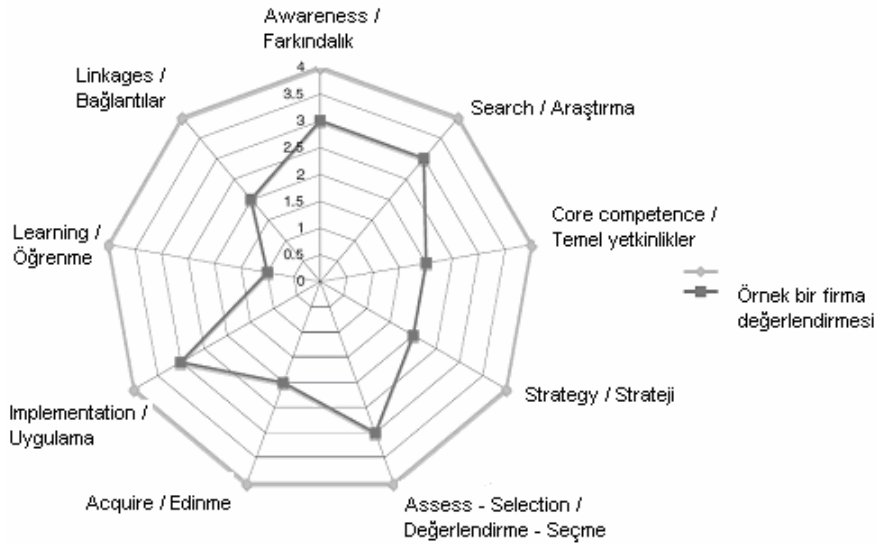 Awareness /
Farkındalık
Linkages /
Bağlantılar
Search / Araştırma
4
3.5
3
2.5
2
1.5
1
0.5
0
Core competence /
Temel yetkinlikler
Learning /
Öğrenme
Örnek bir firma
değerlendirmesi
Strategy / Strateji
Implementation /
Uygulama
Acquire / Edinme
Assess - Selection /
Değerlendirme - Seçme